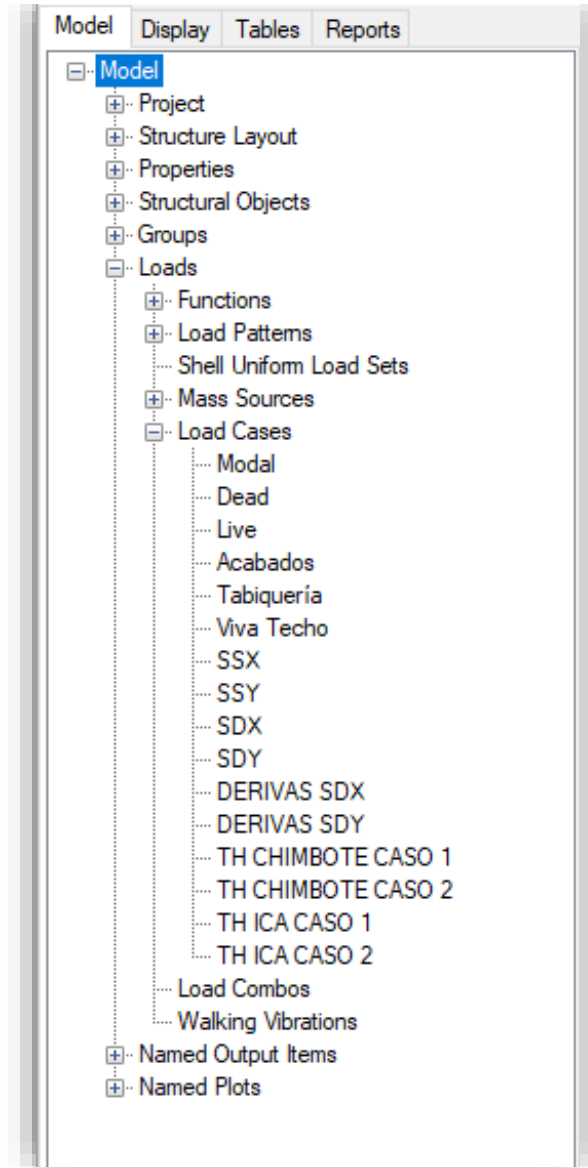 Model Display Tables Reports
Model
Project
Structure Layout
Properties
Structural Objects
Groups
Loads
Functions
Load Patterns
Shell Uniform Load Sets
Mass Sources
Load Cases
Modal
Dead
Live
Acabados
Tabiquería
Viva Techo
SSX
SSY
SDX
SDY
DERIVAS SDX
DERIVAS SDY
TH CHIMBOTE CASO 1
TH CHIMBOTE CASO 2
TH ICA CASO 1
TH ICA CASO 2
Load Combos
Walking Vibrations
Named Output Items
Named Plots